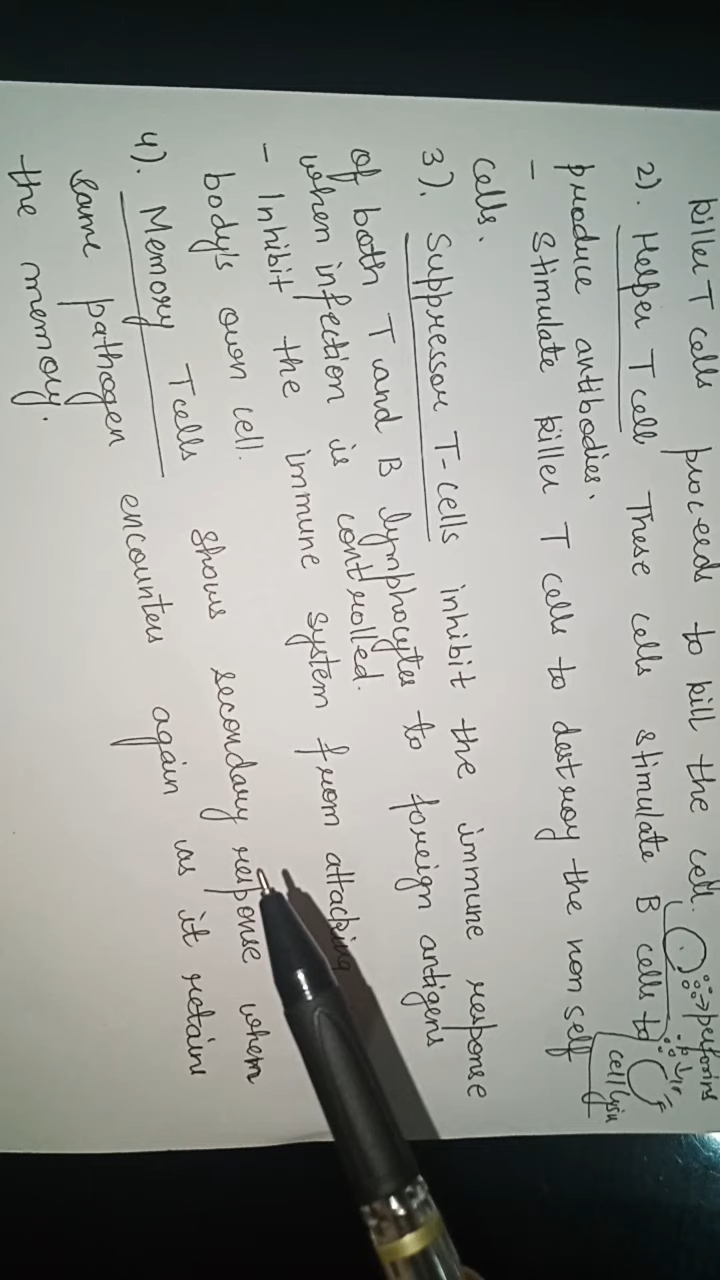 killer T cells proceeds to kill the cell.
→ perforins
2). Helper T cell These cells stimulate B cells to
produce antibodies.
cell lysis
- stimulate killer T cells to destroy the non self
cells.
3). Suppressor T-cells inhibit the immune response
of both T and B lymphocytes to foreign antigens
when infection is controlled.
- Inhibit the immune system from attacking
body's own cell.
4). Memory T cells shows secondary response when
same pathogen encounters again as it retains
the memory.